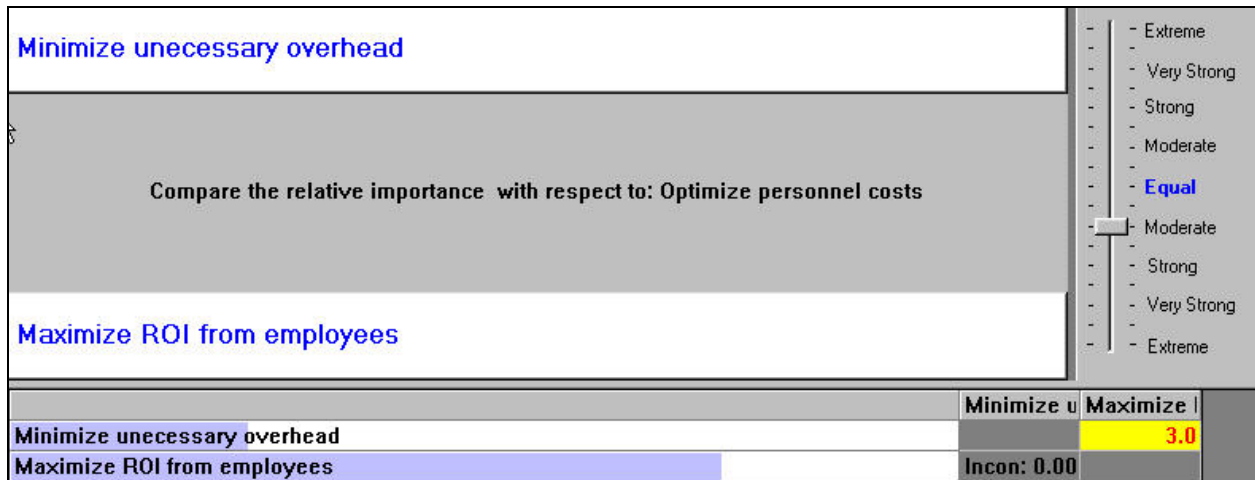 Minimize unecessary overhead
Compare the relative importance with respect to: Optimize personnel costs
Maximize ROI from employees
Extreme
Very Strong
Strong
Moderate
Equal
Moderate
Strong
Very Strong
Extreme
Minimize u Maximize
Minimize unecessary overhead 3.0
Maximize ROI from employees Incon: 0.00